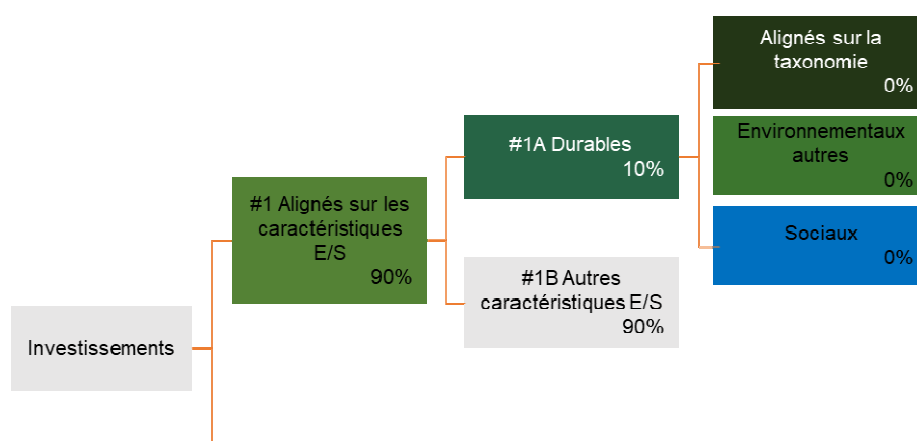 Investissements
#1 Alignés sur les
caractéristiques
E/S
90%
#1A Durables
10%
#1B Autres
caractéristiques E/S
90%
Alignés sur la
taxonomie
0%
Environnementaux
autres
0%
Sociaux
0%